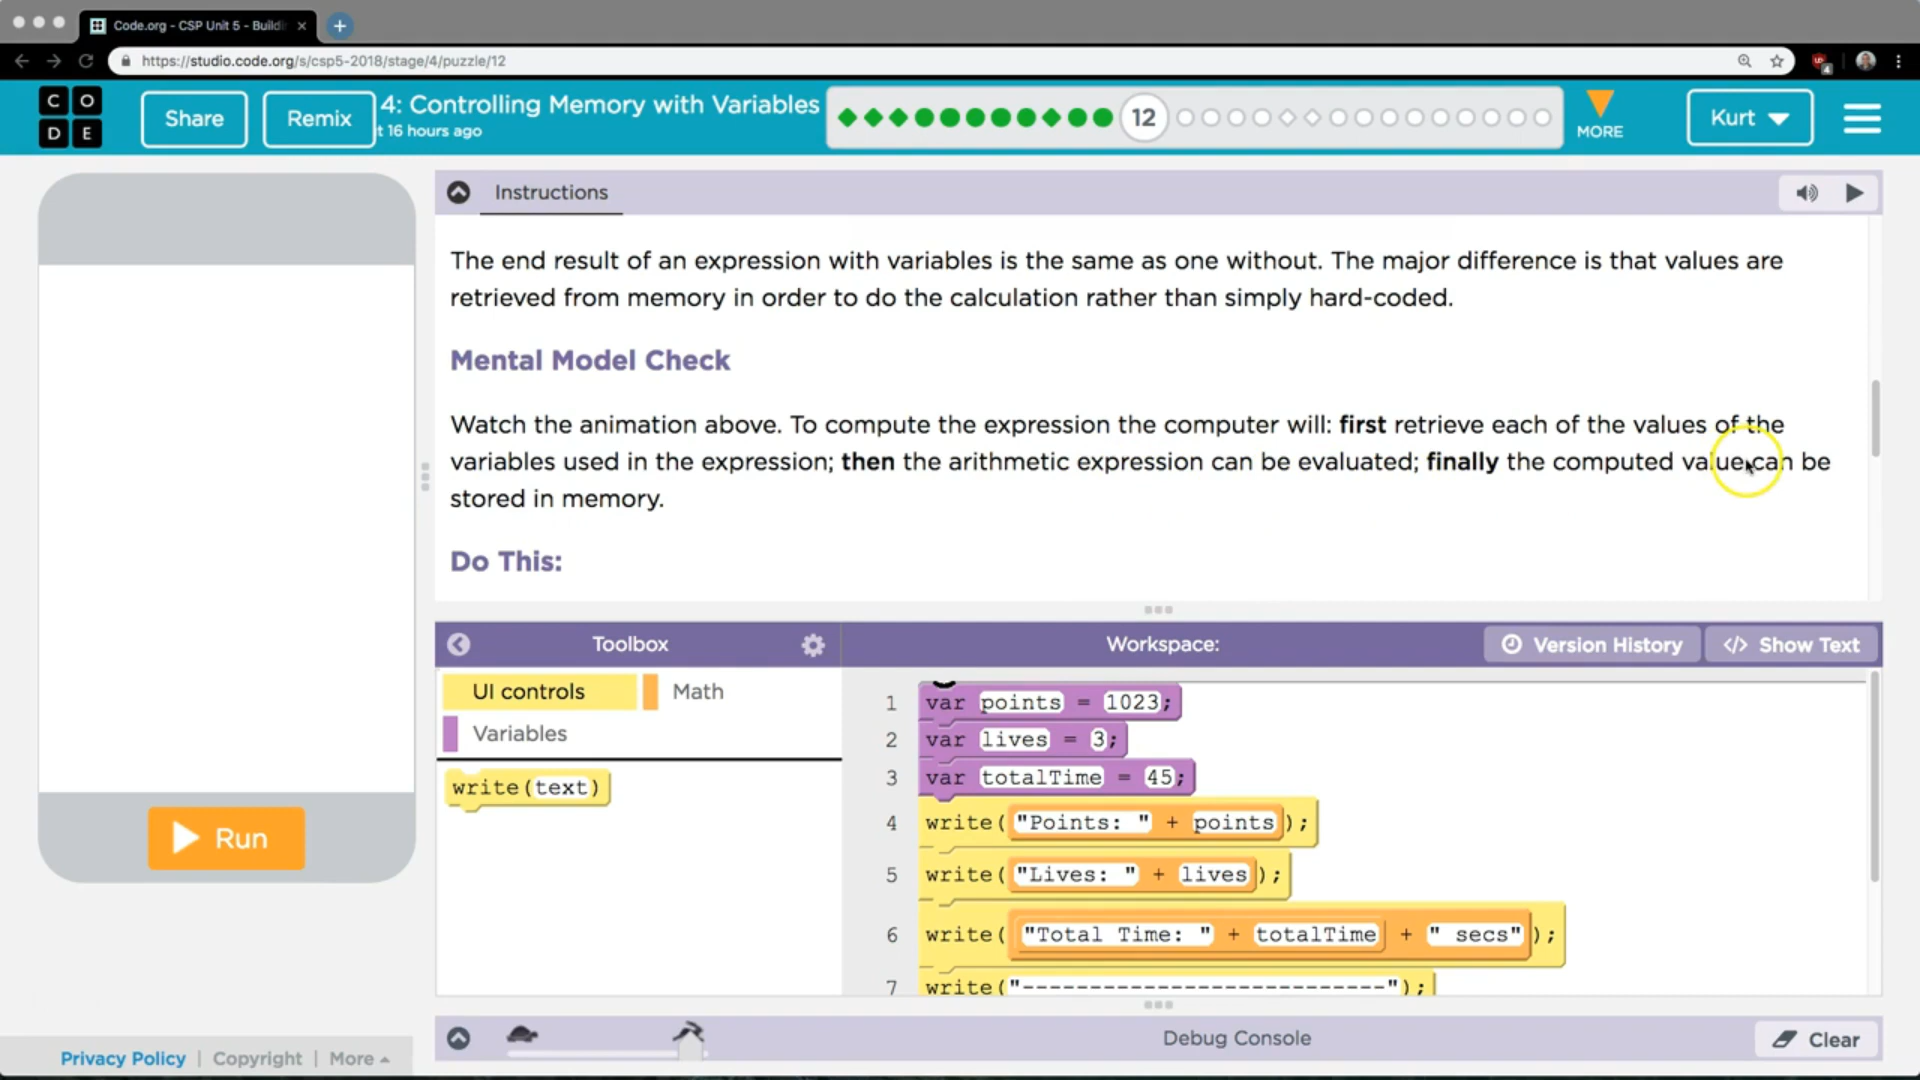 Code.org - CSP Unit 5 - Buildi
https://studio.code.org/s/csp5-2018/stage/4/puzzle/12
4
C O
D E
Share
Remix
4: Controlling Memory with Variables
t 16 hours ago
12
MORE
Kurt
Instructions
The end result of an expression with variables is the same as one without. The major difference is that values are
retrieved from memory in order to do the calculation rather than simply hard-coded.
Mental Model Check
Watch the animation above. To compute the expression the computer will: first retrieve each of the values of the
variables used in the expression; then the arithmetic expression can be evaluated; finally the computed value can be
stored in memory.
Do This:
Toolbox
Workspace:
Version History
</> Show Text
UI controls
Math
Variables
write(text)
1 var points = 1023;
2 var lives = 3;
3 var totalTime = 45;
4 write("Points: " + points);
5 write("Lives: " + lives);
6 write("Total Time: " + totalTime + " secs");
7 write("---------------------------");
Run
Debug Console
Clear
Privacy Policy | Copyright | More